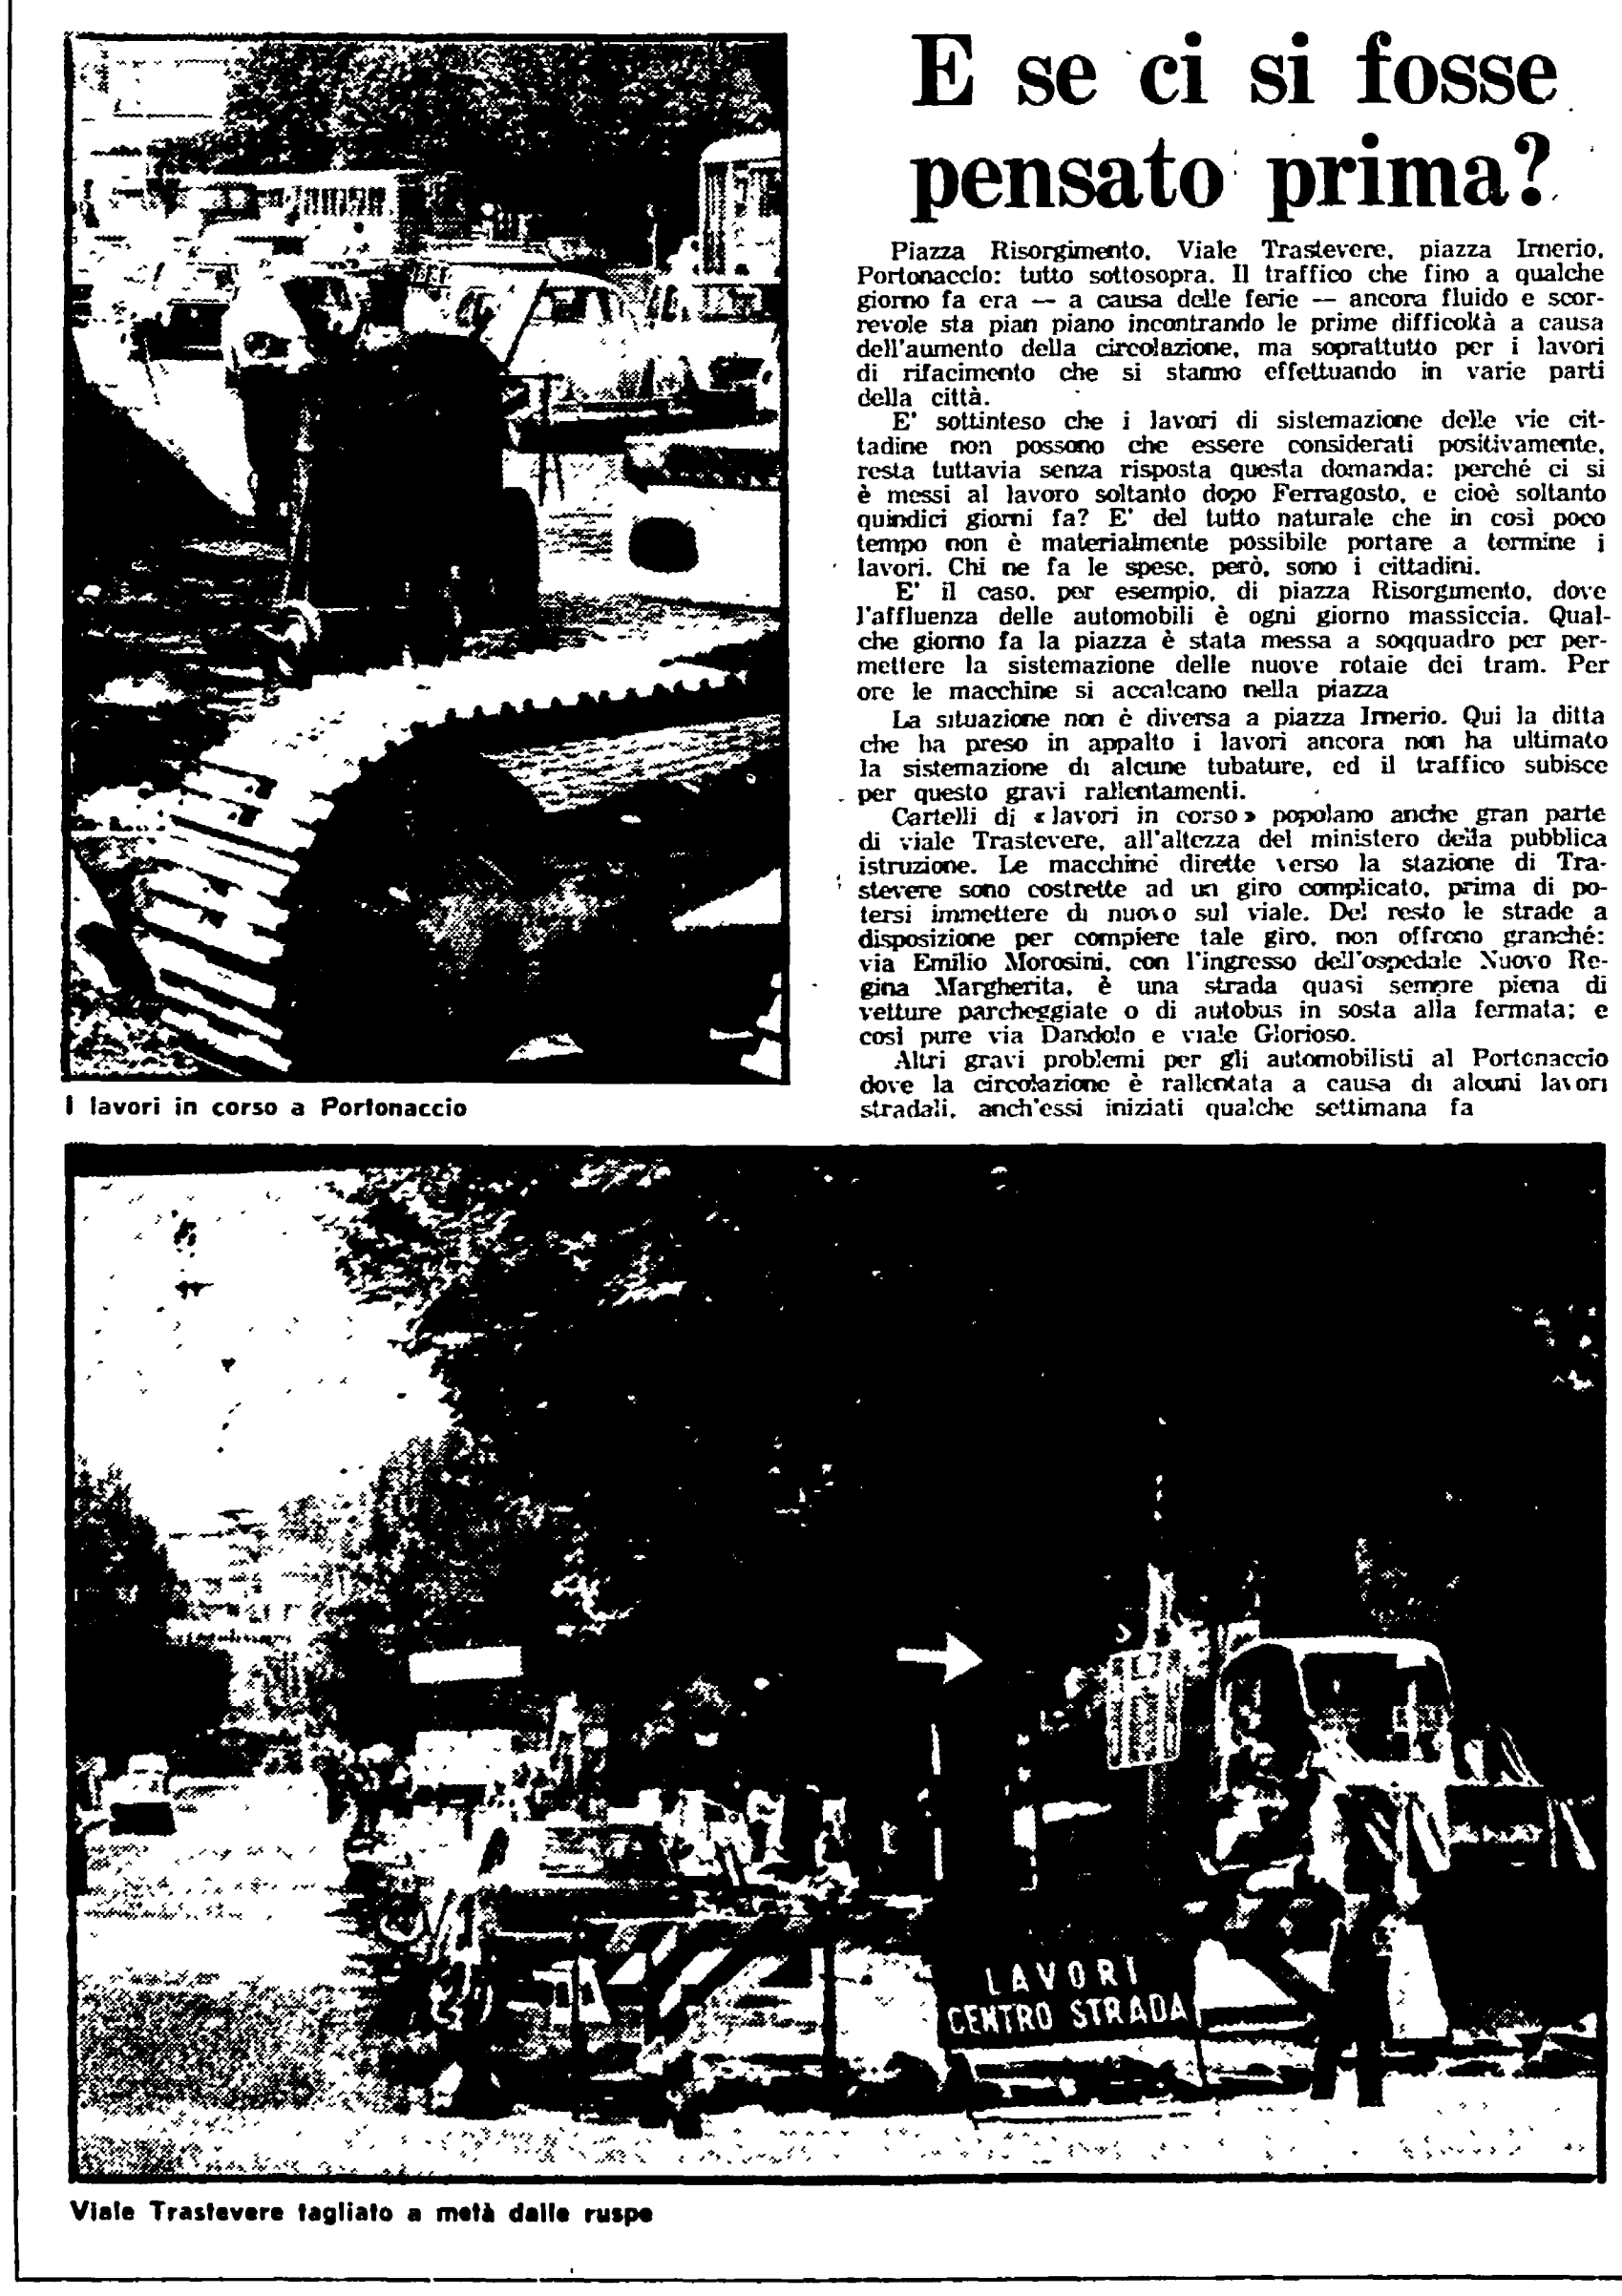 E se ci si fosse
pensato prima?
Piazza Risorgimento, Viale Trastevere, piazza Irnerio,
Portonaccio: tutto sottosopra. Il traffico che fino a qualche
giorno fa era — a causa delle ferie — ancora fluido e scor-
revole sta pian piano incontrando le prime difficoltà a causa
dell'aumento della circolazione, ma soprattutto per i lavori
di rifacimento che si stanno effettuando in varie parti
della città.
E' sottinteso che i lavori di sistemazione delle vie cit-
tadine non possono che essere considerati positivamente,
resta tuttavia senza risposta questa domanda: perché ci si
è messi al lavoro soltanto dopo Ferragosto, e cioè soltanto
quindici giorni fa? E' del tutto naturale che in così poco
tempo non è materialmente possibile portare a termine i
lavori. Chi ne fa le spese, però, sono i cittadini.
E' il caso, per esempio, di piazza Risorgimento, dove
l'affluenza delle automobili è ogni giorno massiccia. Qual-
che giorno fa la piazza è stata messa a soqquadro per per-
mettere la sistemazione delle nuove rotaie dei tram. Per
ore le macchine si accalcano nella piazza
La situazione non è diversa a piazza Irnerio. Qui la ditta
che ha preso in appalto i lavori ancora non ha ultimato
la sistemazione di alcune tubature, ed il traffico subisce
per questo gravi rallentamenti.
Cartelli di «lavori in corso» popolano anche gran parte
di viale Trastevere, all'altezza del ministero della pubblica
istruzione. Le macchine dirette verso la stazione di Tra-
stevere sono costrette ad un giro complicato, prima di po-
tersi immettere di nuovo sul viale. Del resto le strade a
disposizione per compiere tale giro, non offrono granché:
via Emilio Morosini, con l'ingresso dell'ospedale Nuovo Re-
gina Margherita, è una strada quasi sempre piena di
vetture parcheggiate o di autobus in sosta alla fermata; e
così pure via Dandolo e viale Glorioso.
Altri gravi problemi per gli automobilisti al Portonaccio
dove la circolazione è rallentata a causa di alcuni lavori
stradali, anch'essi iniziati qualche settimana fa
I lavori in corso a Portonaccio
LAVORI
CENTRO STRADA
Viale Trastevere tagliato a metà dalle ruspe